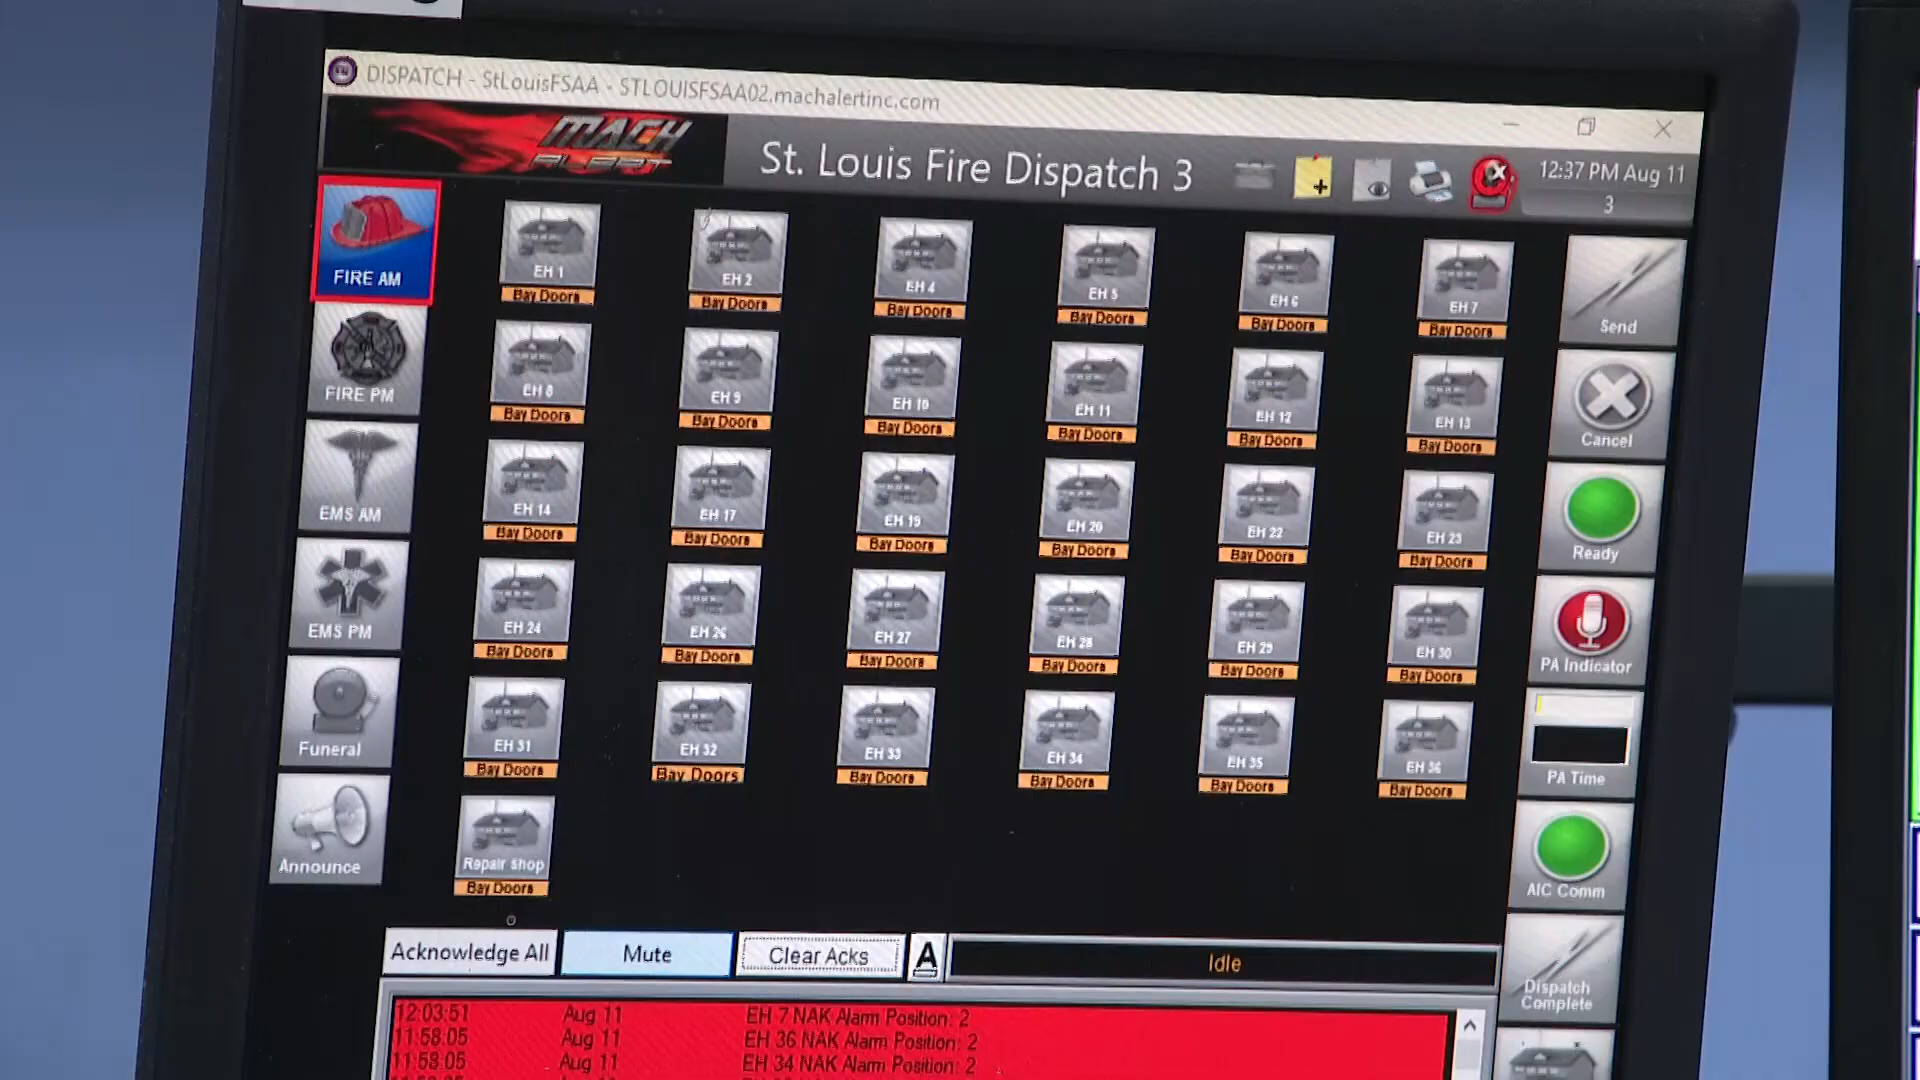 DISPATCH - StLouisFSAA - STLOUISFSAA02.machalertinc.com
MACH ALERT
St. Louis Fire Dispatch 3
12:37 PM Aug 11
3
FIRE AM
FIRE PM
EMS AM
EMS PM
Funeral
Announce
EH 1
EH 2
EH 4
EH 5
EH 6
EH 7
Bay Doors
Bay Doors
Bay Doors
Bay Doors
Bay Doors
Bay Doors
EH 8
EH 9
EH 10
EH 11
EH 12
EH 13
Bay Doors
Bay Doors
Bay Doors
Bay Doors
Bay Doors
Bay Doors
EH 14
EH 17
EH 19
EH 20
EH 22
EH 23
Bay Doors
Bay Doors
Bay Doors
Bay Doors
Bay Doors
Bay Doors
EH 24
EH 26
EH 27
EH 28
EH 29
EH 30
Bay Doors
Bay Doors
Bay Doors
Bay Doors
Bay Doors
Bay Doors
EH 31
EH 32
EH 33
EH 34
EH 35
EH 36
Bay Doors
Bay Doors
Bay Doors
Bay Doors
Bay Doors
Bay Doors
Repair Shop
Bay Doors
Send
Cancel
Ready
PA Indicator
PA Time
AIC Comm
Dispatch
Complete
Acknowledge All
Mute
Clear Acks
A
Idle
12:03:51 Aug 11 EH 7 NAK Alarm Position: 2
11:58:05 Aug 11 EH 36 NAK Alarm Position: 2
11:58:05 Aug 11 EH 34 NAK Alarm Position: 2